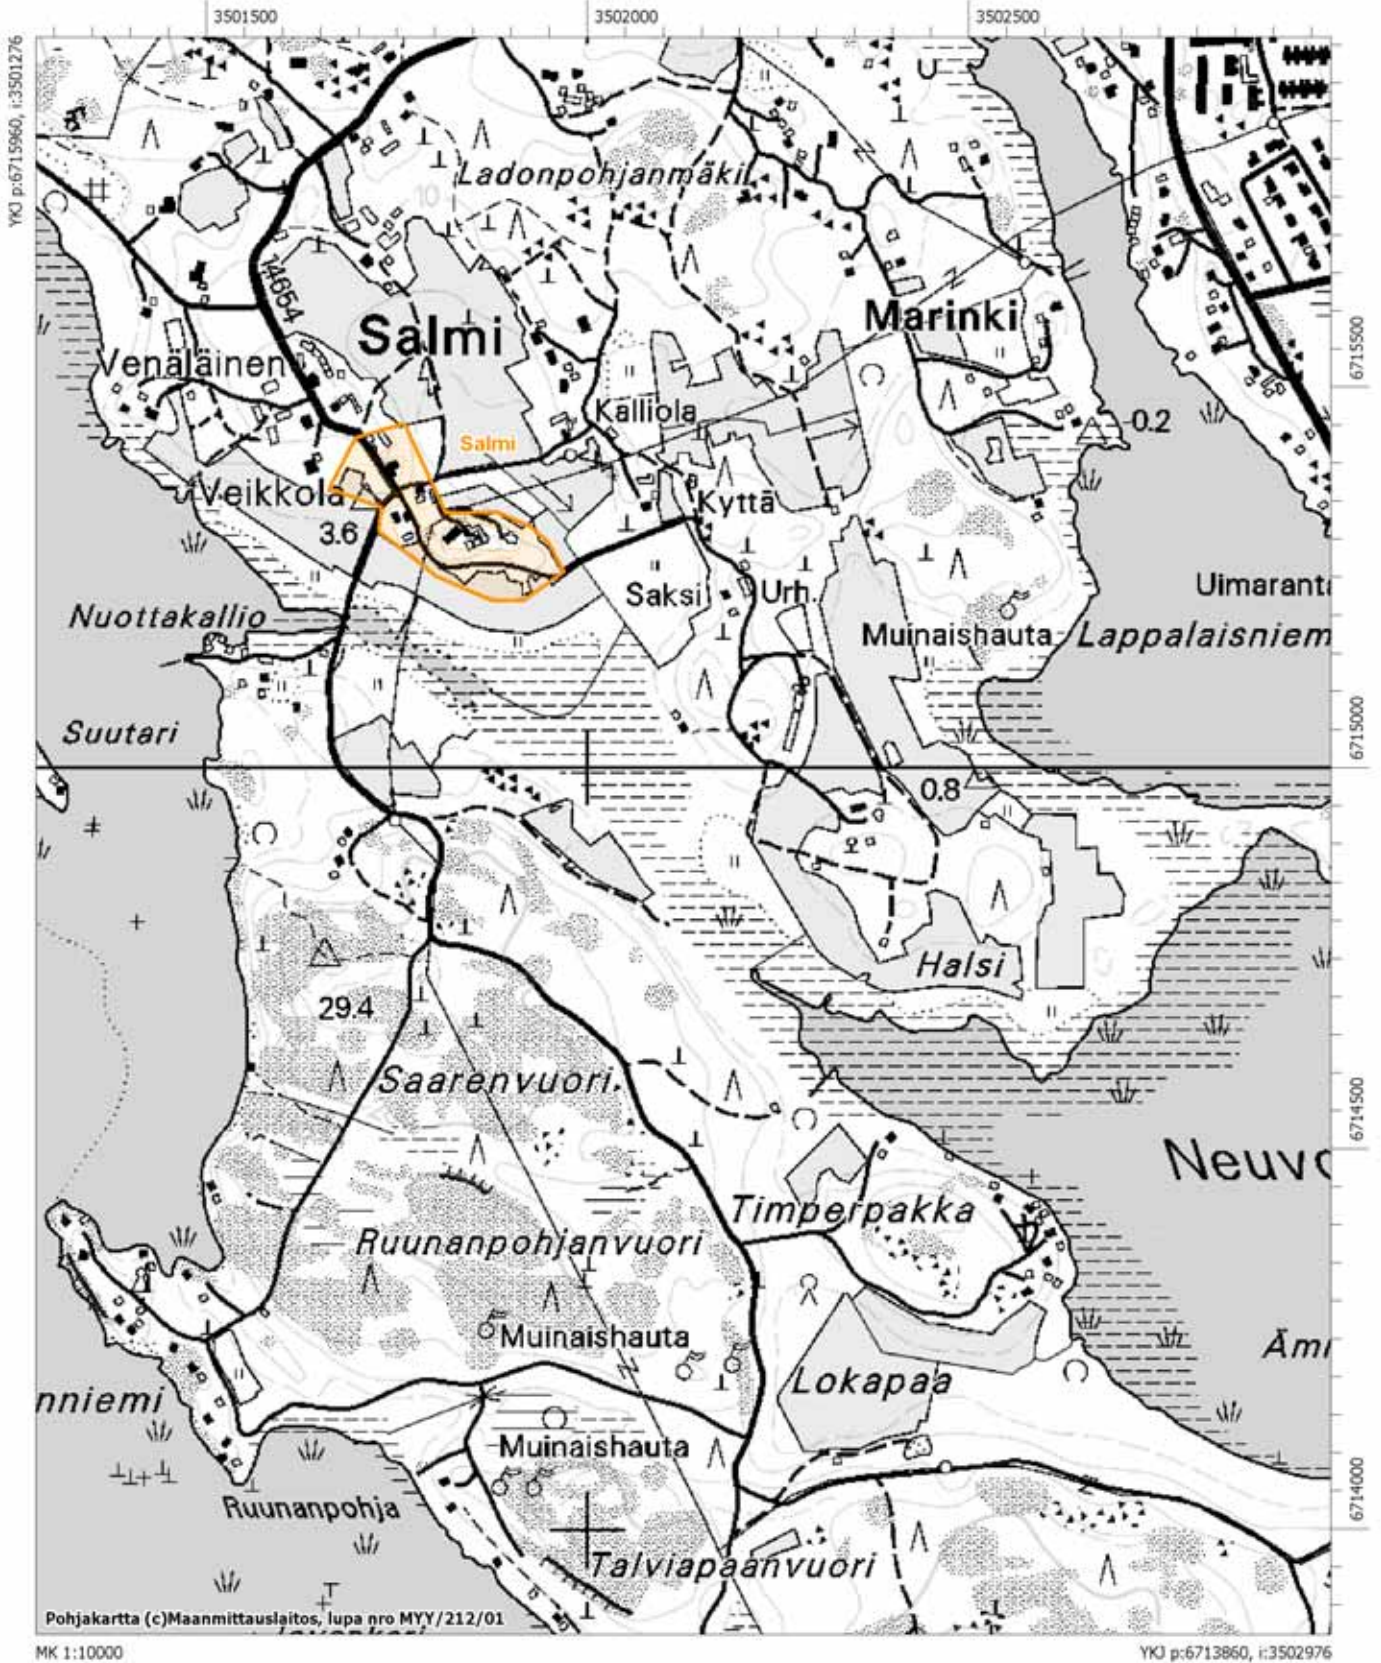 3501500
3502000
3502500
YKJ p:6715960, i:3501276
Ladonpohjanmäki
10
14654
Salmi
Marinki
6715500
Venäläinen
Kalliola
0.2
Salmi
Veikkola
Kyttä
3.6
Saksi
Urh.
Uimaranta
Nuottakallio
Muinaishauta
Lappalaisniem
Suutari
6715000
0.8
Halsi
29.4
Saarenvuori
6714500
Neuvo
Timperpakka
Ruunanpohjanvuori
Muinaishauta
Ämi
Lokapaa
nniemi
Muinaishauta
6714000
Ruunanpohja
Talviapaanvuori
Pohjakartta (c)Maanmittauslaitos, lupa nro MYY/212/01
MK 1:10000
YKJ p:6713860, i:3502976